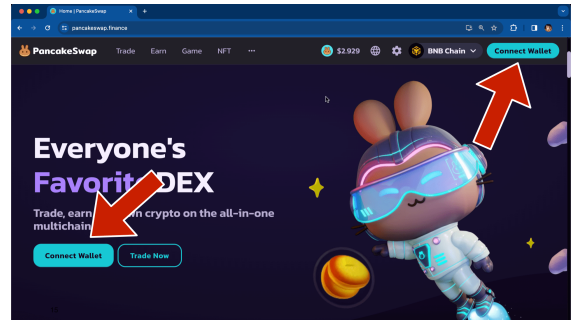 Home | PancakeSwap
pancakeswap.finance
PancakeSwap Trade Earn Game NFT ••• $2.929 BNB Chain Connect Wallet
Everyone's
Favorite DEX
Trade, earn crypto on the all-in-one
multichain
Connect Wallet Trade Now